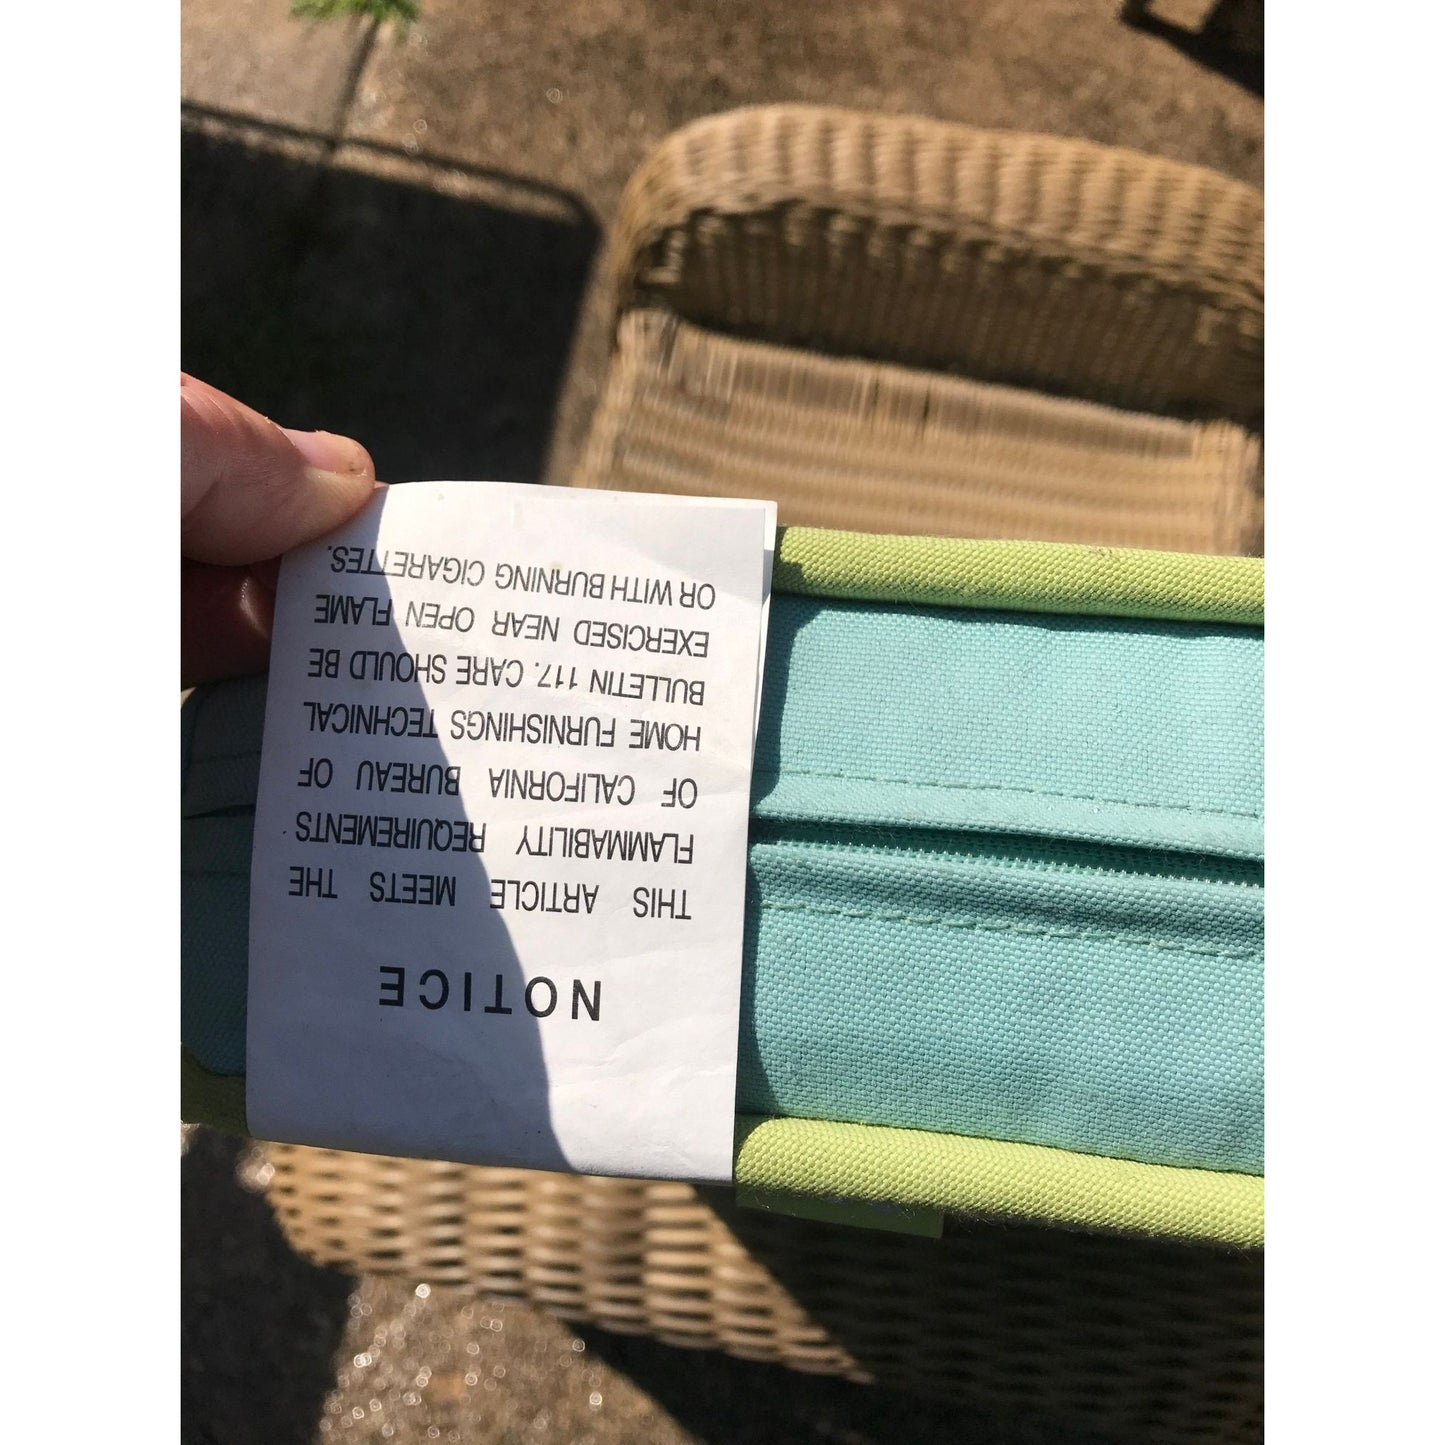 NOTICE
THIS ARTICLE MEETS THE
FLAMMABILITY REQUIREMENTS
OF CALIFORNIA BUREAU OF
HOME FURNISHINGS TECHNICAL
BULLETIN 117. CARE SHOULD BE
EXERCISED NEAR OPEN FLAME
OR WITH BURNING CIGARETTES.